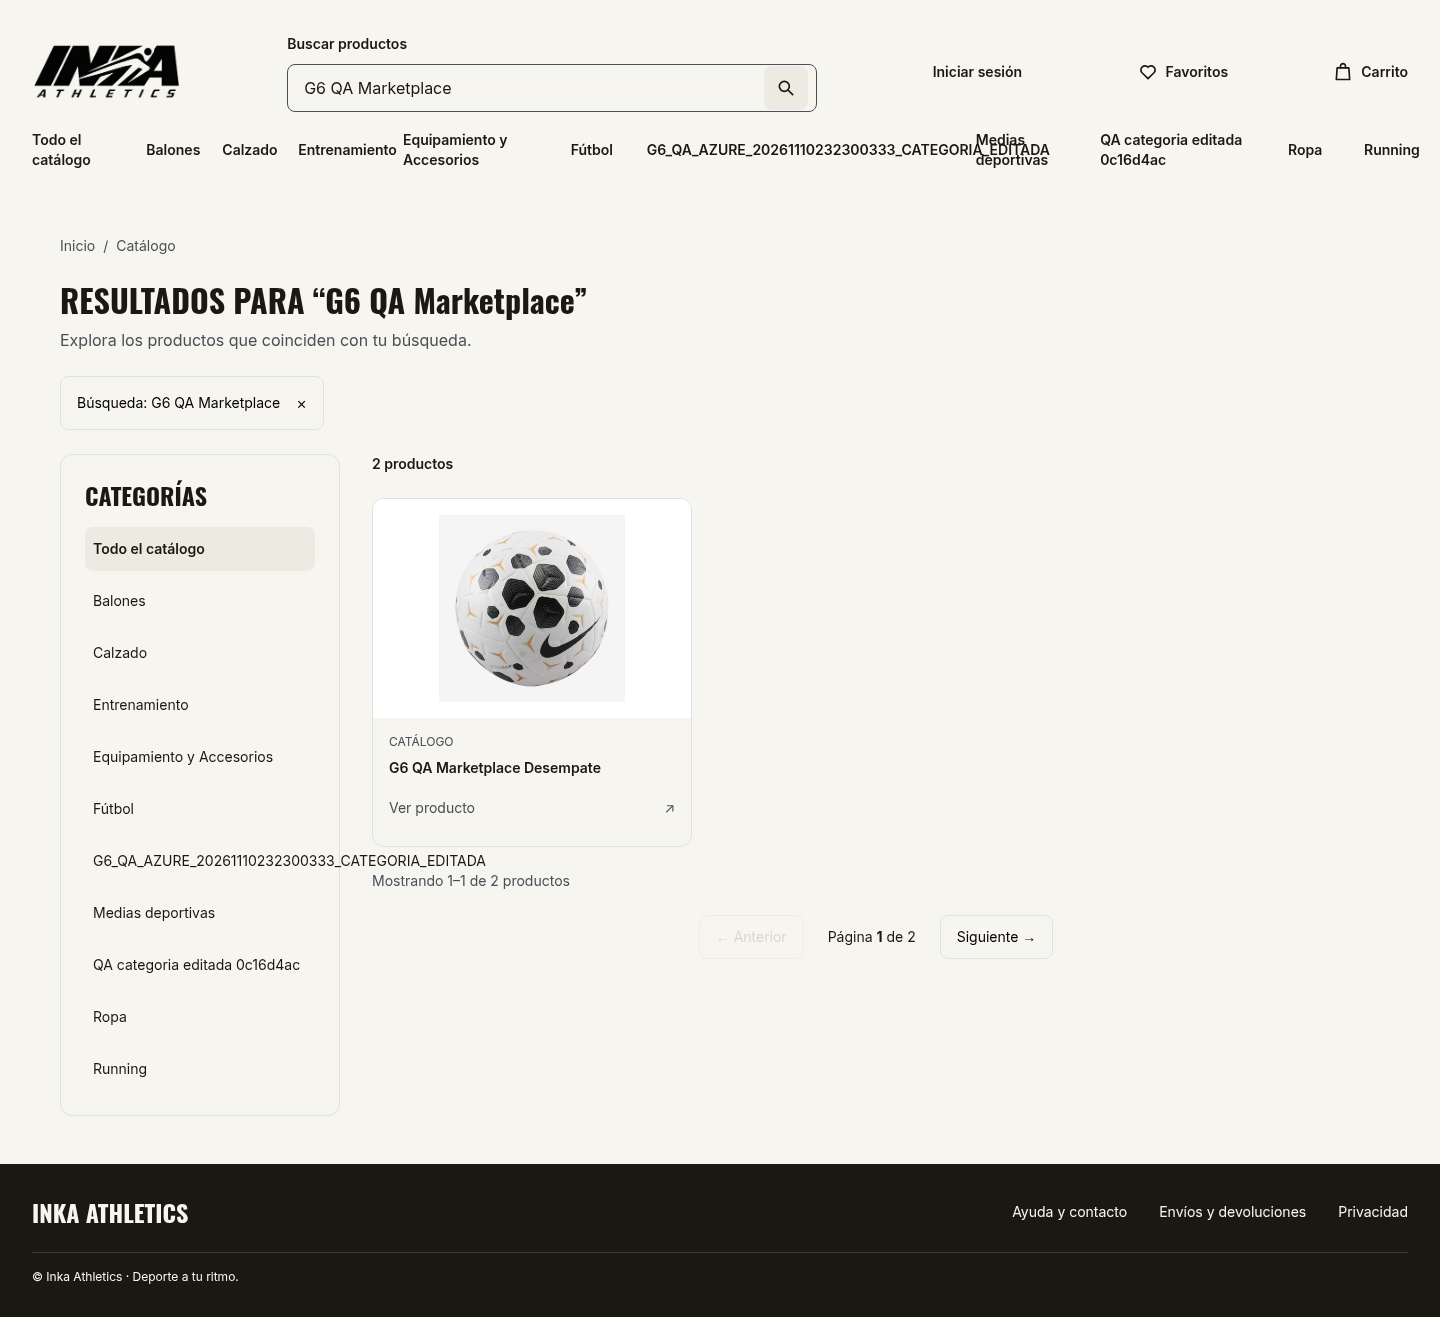 INKA
ATHLETICS
Buscar productos
G6 QA Marketplace
Iniciar sesión
Favoritos
Carrito
Todo el catálogo
Balones
Calzado
Entrenamiento
Equipamiento y Accesorios
Fútbol
G6_QA_AZURE_20261110232300333_CATEGORIA_EDITADA
Medias deportivas
QA categoria editada 0c16d4ac
Ropa
Running
Inicio / Catálogo
RESULTADOS PARA “G6 QA Marketplace”
Explora los productos que coinciden con tu búsqueda.
Búsqueda: G6 QA Marketplace ×
CATEGORÍAS
Todo el catálogo
Balones
Calzado
Entrenamiento
Equipamiento y Accesorios
Fútbol
G6_QA_AZURE_20261110232300333_CATEGORIA_EDITADA
Medias deportivas
QA categoria editada 0c16d4ac
Ropa
Running
2 productos
CATÁLOGO
G6 QA Marketplace Desempate
Ver producto ↗
Mostrando 1–1 de 2 productos
← Anterior
Página 1 de 2
Siguiente →
INKA ATHLETICS
Ayuda y contacto
Envíos y devoluciones
Privacidad
© Inka Athletics · Deporte a tu ritmo.